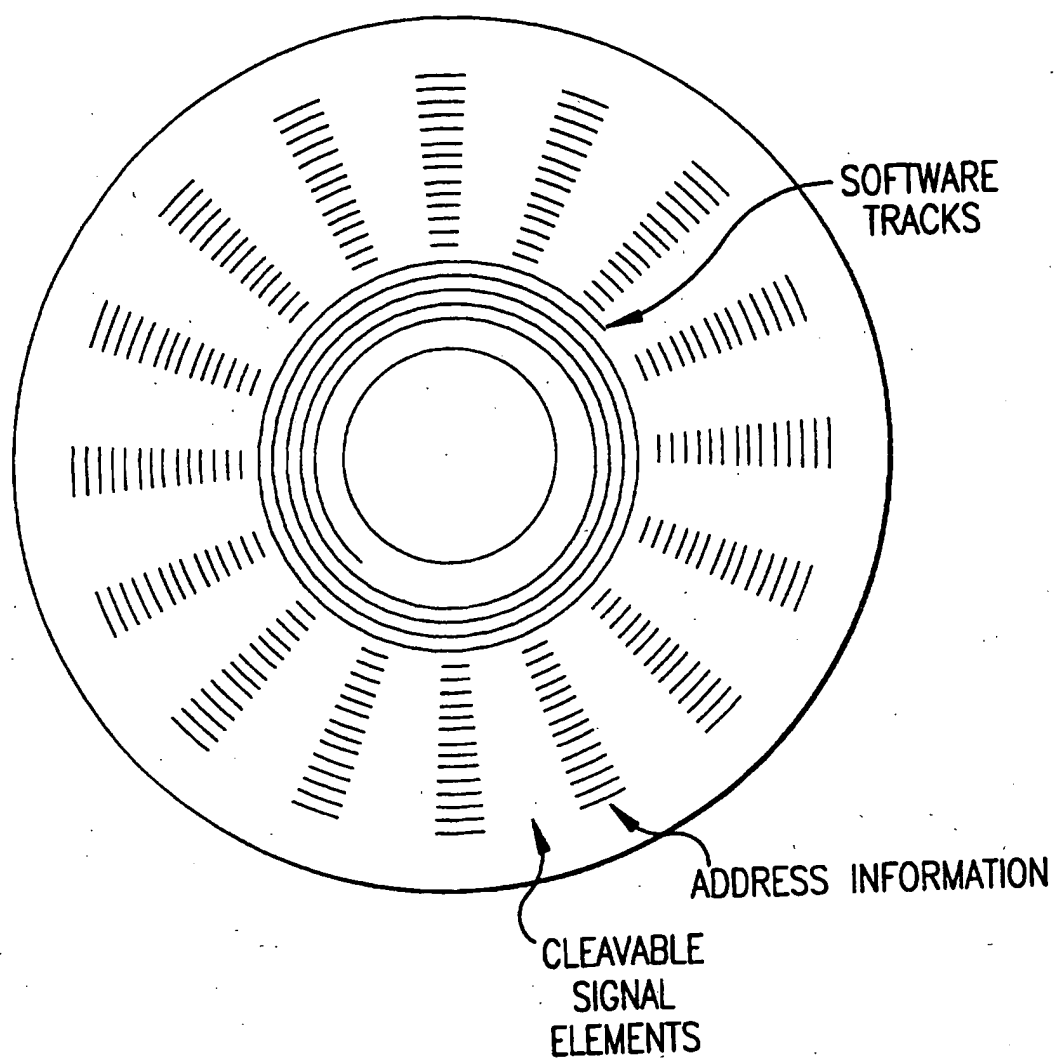 SOFTWARE
TRACKS
ADDRESS INFORMATION
CLEAVABLE
SIGNAL
ELEMENTS